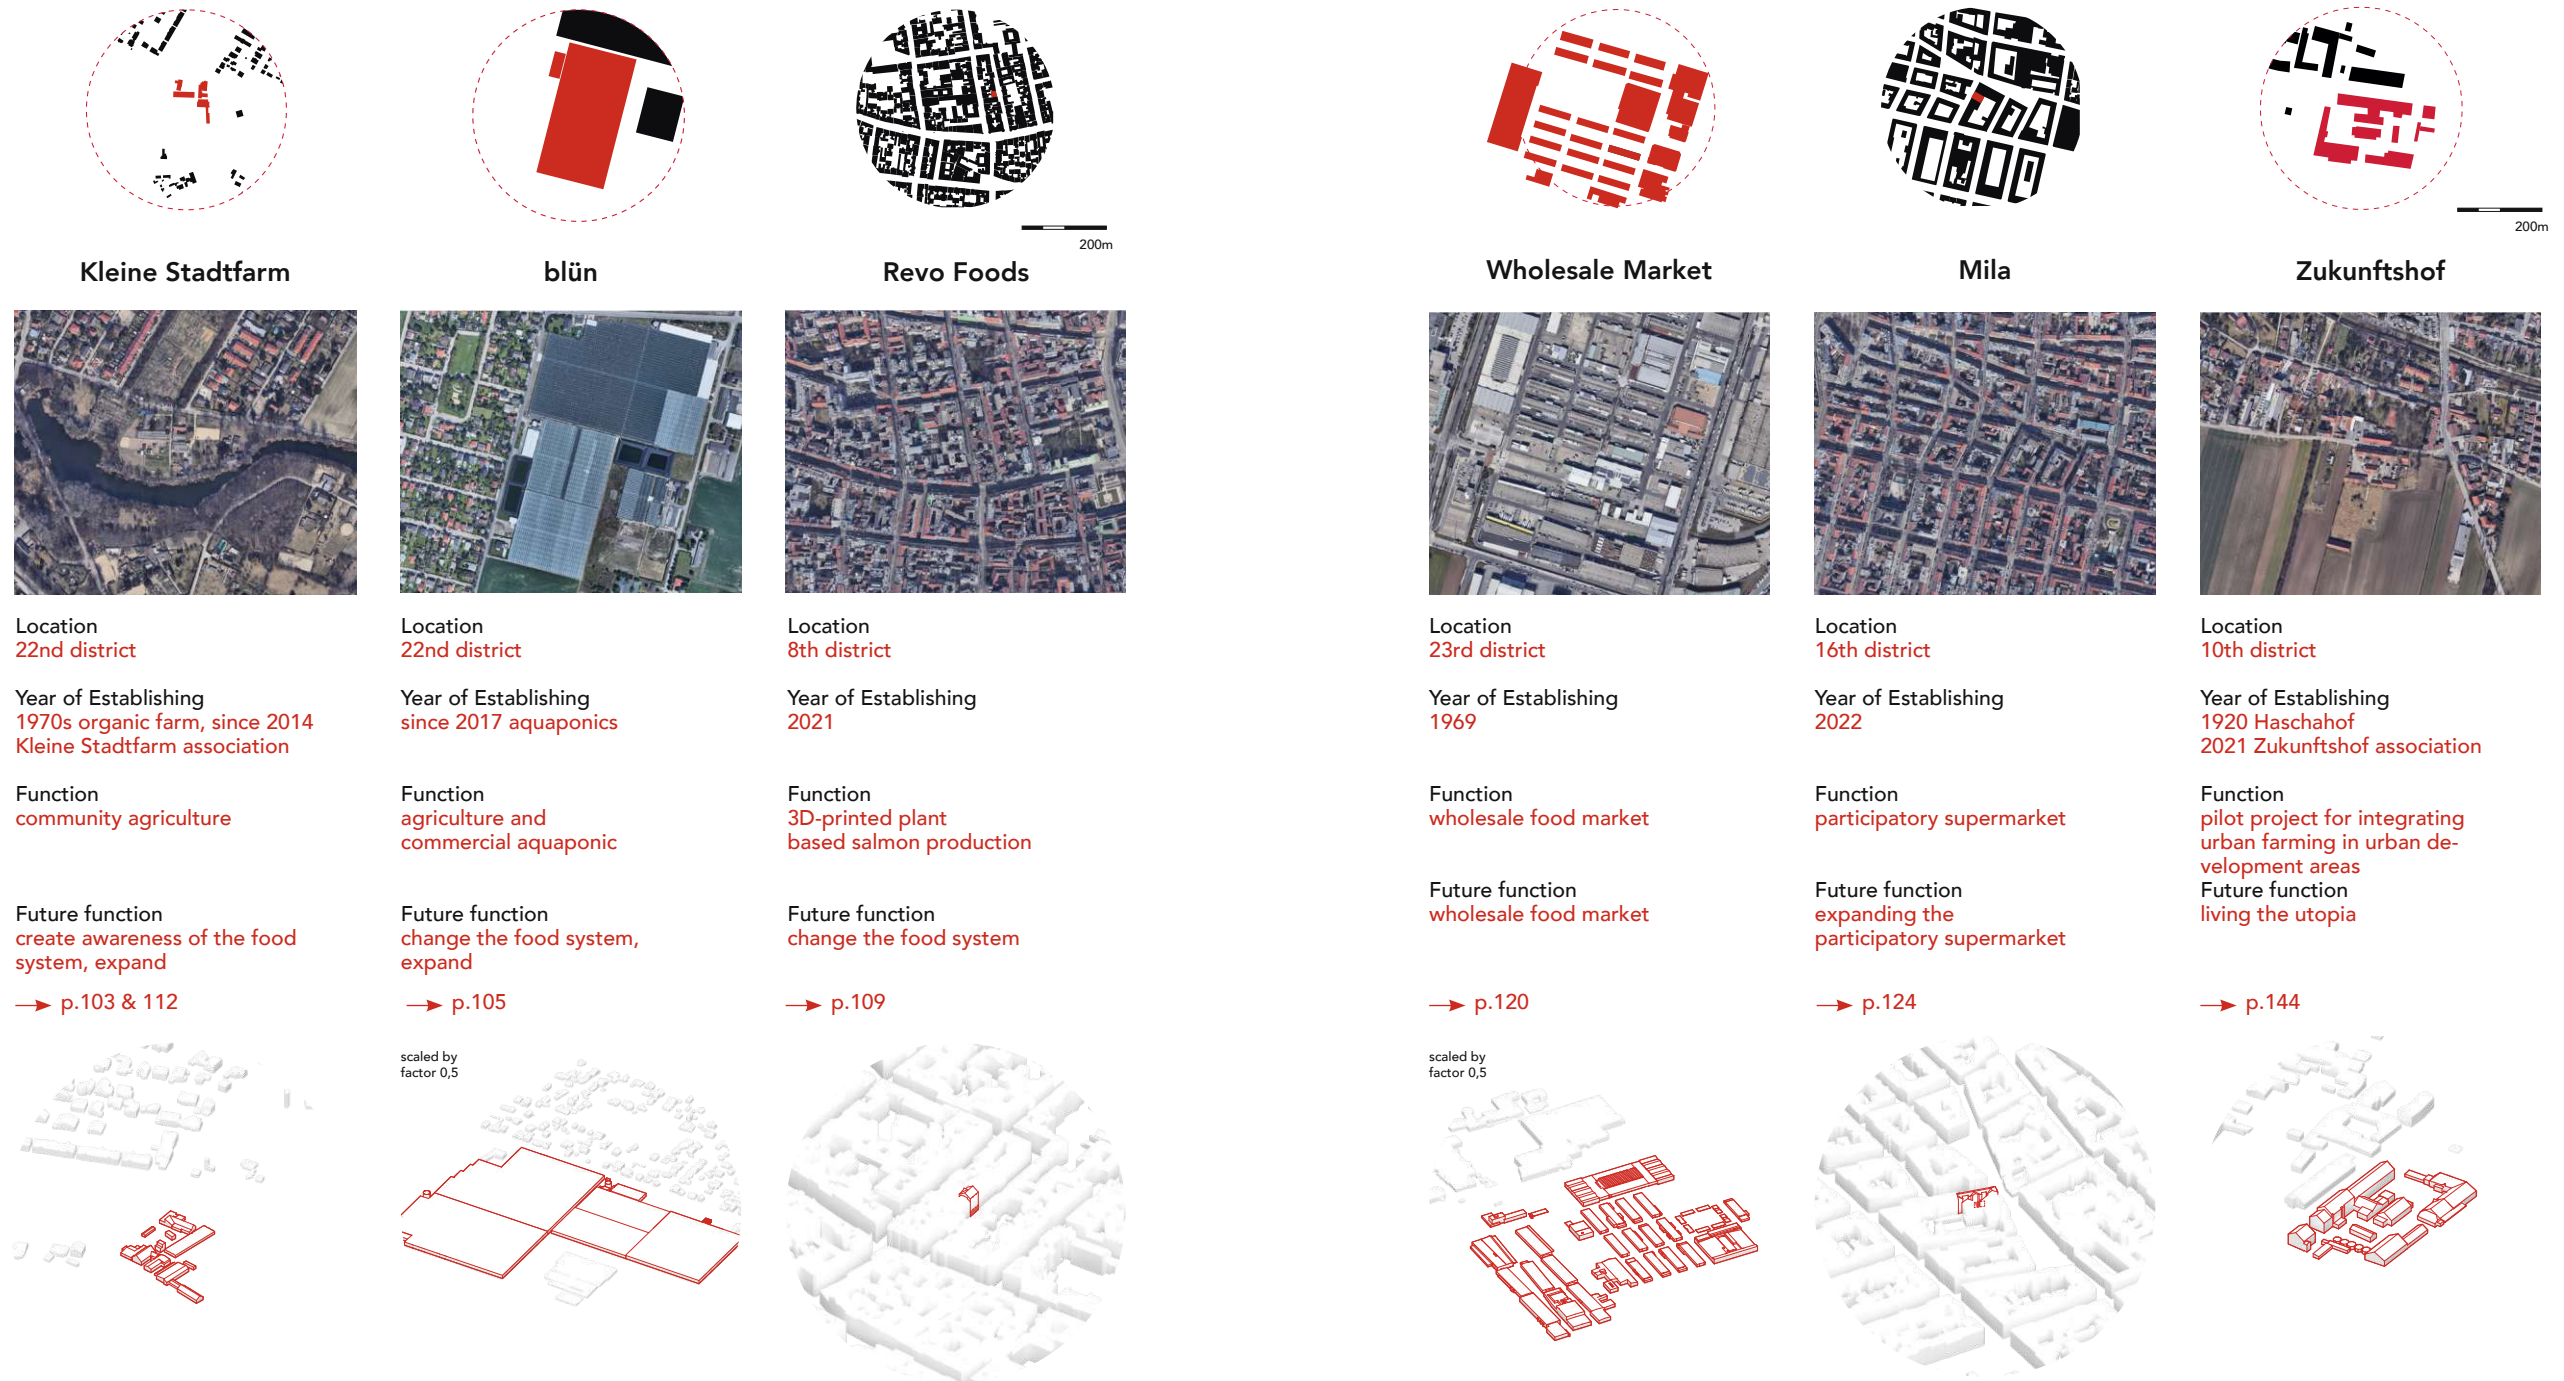 200m
200m
Kleine Stadtfarm
blün
Revo Foods
Wholesale Market
Mila
Zukunftshof
Location
22nd district
Year of Establishing
1970s organic farm, since 2014
Kleine Stadtfarm association
Function
community agriculture
Future function
create awareness of the food
system, expand
p.103 & 112
Location
22nd district
Year of Establishing
since 2017 aquaponics
Function
agriculture and
commercial aquaponic
Future function
change the food system,
expand
p.105
scaled by
factor 0,5
Location
8th district
Year of Establishing
2021
Function
3D-printed plant
based salmon production
Future function
change the food system
p.109
Location
23rd district
Year of Establishing
1969
Function
wholesale food market
Future function
wholesale food market
p.120
scaled by
factor 0,5
Location
16th district
Year of Establishing
2022
Function
participatory supermarket
Future function
expanding the
participatory supermarket
p.124
Location
10th district
Year of Establishing
1920 Haschahof
2021 Zukunftshof association
Function
pilot project for integrating
urban farming in urban de-
velopment areas
Future function
living the utopia
p.144